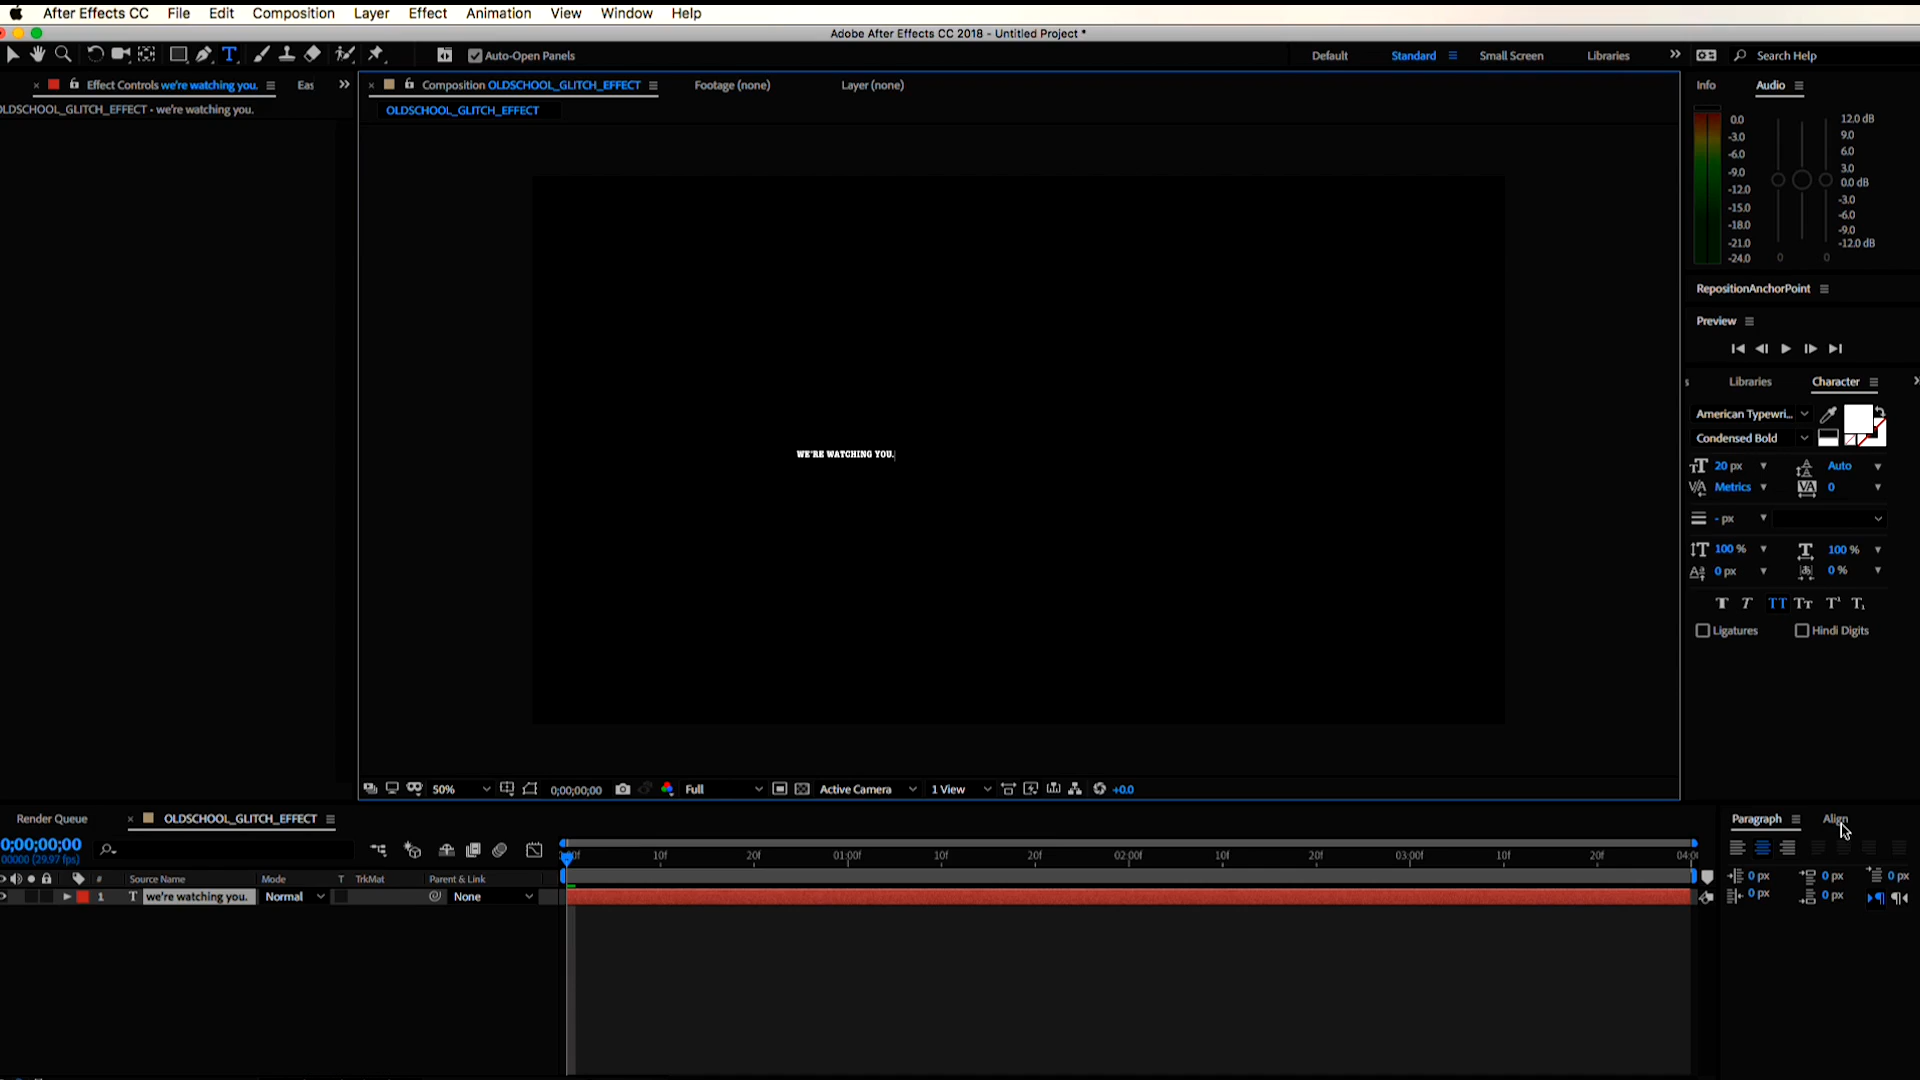 After Effects CC File Edit Composition Layer Effect Animation View Window Help
Adobe After Effects CC 2018 - Untitled Project *
Auto-Open Panels Default Standard Small Screen Libraries Search Help
Effect Controls we're watching you. Eas
Composition OLDSCHOOL_GLITCH_EFFECT Footage (none) Layer (none)
Info Audio
OLDSCHOOL_GLITCH_EFFECT • we're watching you.
OLDSCHOOL_GLITCH_EFFECT
0.0 12.0 dB
-3.0 9.0
-6.0 6.0
-9.0 3.0
-12.0 0.0 dB
-15.0 -3.0
-18.0 -6.0
-21.0 -9.0
-24.0 -12.0 dB
0 0
RepositionAnchorPoint
Preview
Libraries Character
American Typewri...
Condensed Bold
20 px Auto
Metrics 0
- px
100 % 100 %
0 px 0 %
Ligatures Hindi Digits
WE'RE WATCHING YOU.
50% 0;00;00;00 Full Active Camera 1 View +0.0
Render Queue OLDSCHOOL_GLITCH_EFFECT
Paragraph Align
0;00;00;00
00000 (29.97 fps)
10f 20f 01:00f 10f 20f 02:00f 10f 20f 03:00f 10f 20f 04:0
# Source Name Mode T TrkMat Parent & Link
1 T we're watching you. Normal None
0 px 0 px 0 px
0 px 0 px